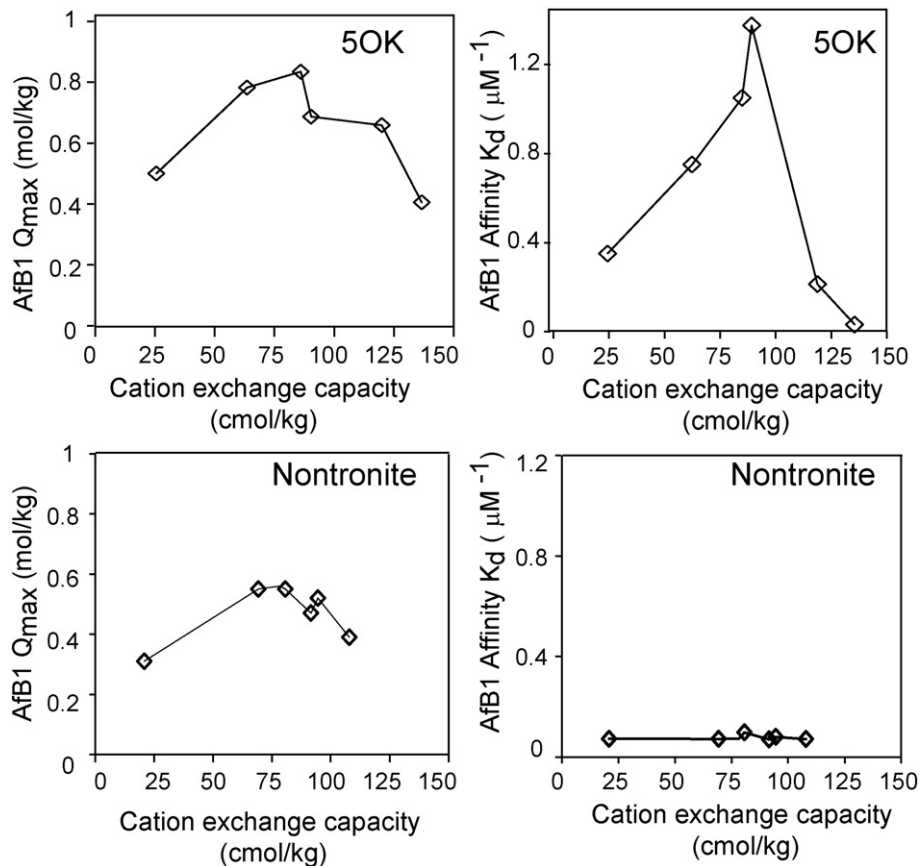 5OK
AfB1 Qmax (mol/kg)
1
0.8
0.6
0.4
0.2
0
0 25 50 75 100 125 150
Cation exchange capacity
(cmol/kg)
5OK
AfB1 Affinity Kd ( μM⁻¹)
1.2
0.8
0.4
0
0 25 50 75 100 125 150
Cation exchange capacity
(cmol/kg)
Nontronite
AfB1 Qmax (mol/kg)
1
0.8
0.6
0.4
0.2
0
0 25 50 75 100 125 150
Cation exchange capacity
(cmol/kg)
Nontronite
AfB1 Affinity Kd ( μM⁻¹)
1.2
0.8
0.4
0
0 25 50 75 100 125 150
Cation exchange capacity
(cmol/kg)